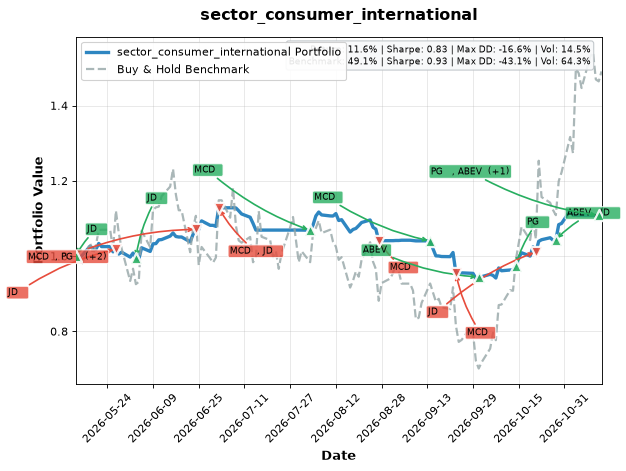 sector_consumer_international
sector_consumer_international Portfolio
Buy & Hold Benchmark
11.6% | Sharpe: 0.83 | Max DD: -16.6% | Vol: 14.5%
49.1% | Sharpe: 0.93 | Max DD: -43.1% | Vol: 64.3%
Portfolio Value
1.4
1.2
1.0
0.8
MCD
JD
MCD
PG , ABEV (+1)
JD
PG
ABEV, JD
MCD , PG (+2)
MCD , JD
ABEV
MCD
JD
JD
MCD
2026-05-24
2026-06-09
2026-06-25
2026-07-11
2026-07-27
2026-08-12
2026-08-28
2026-09-13
2026-09-29
2026-10-15
2026-10-31
Date